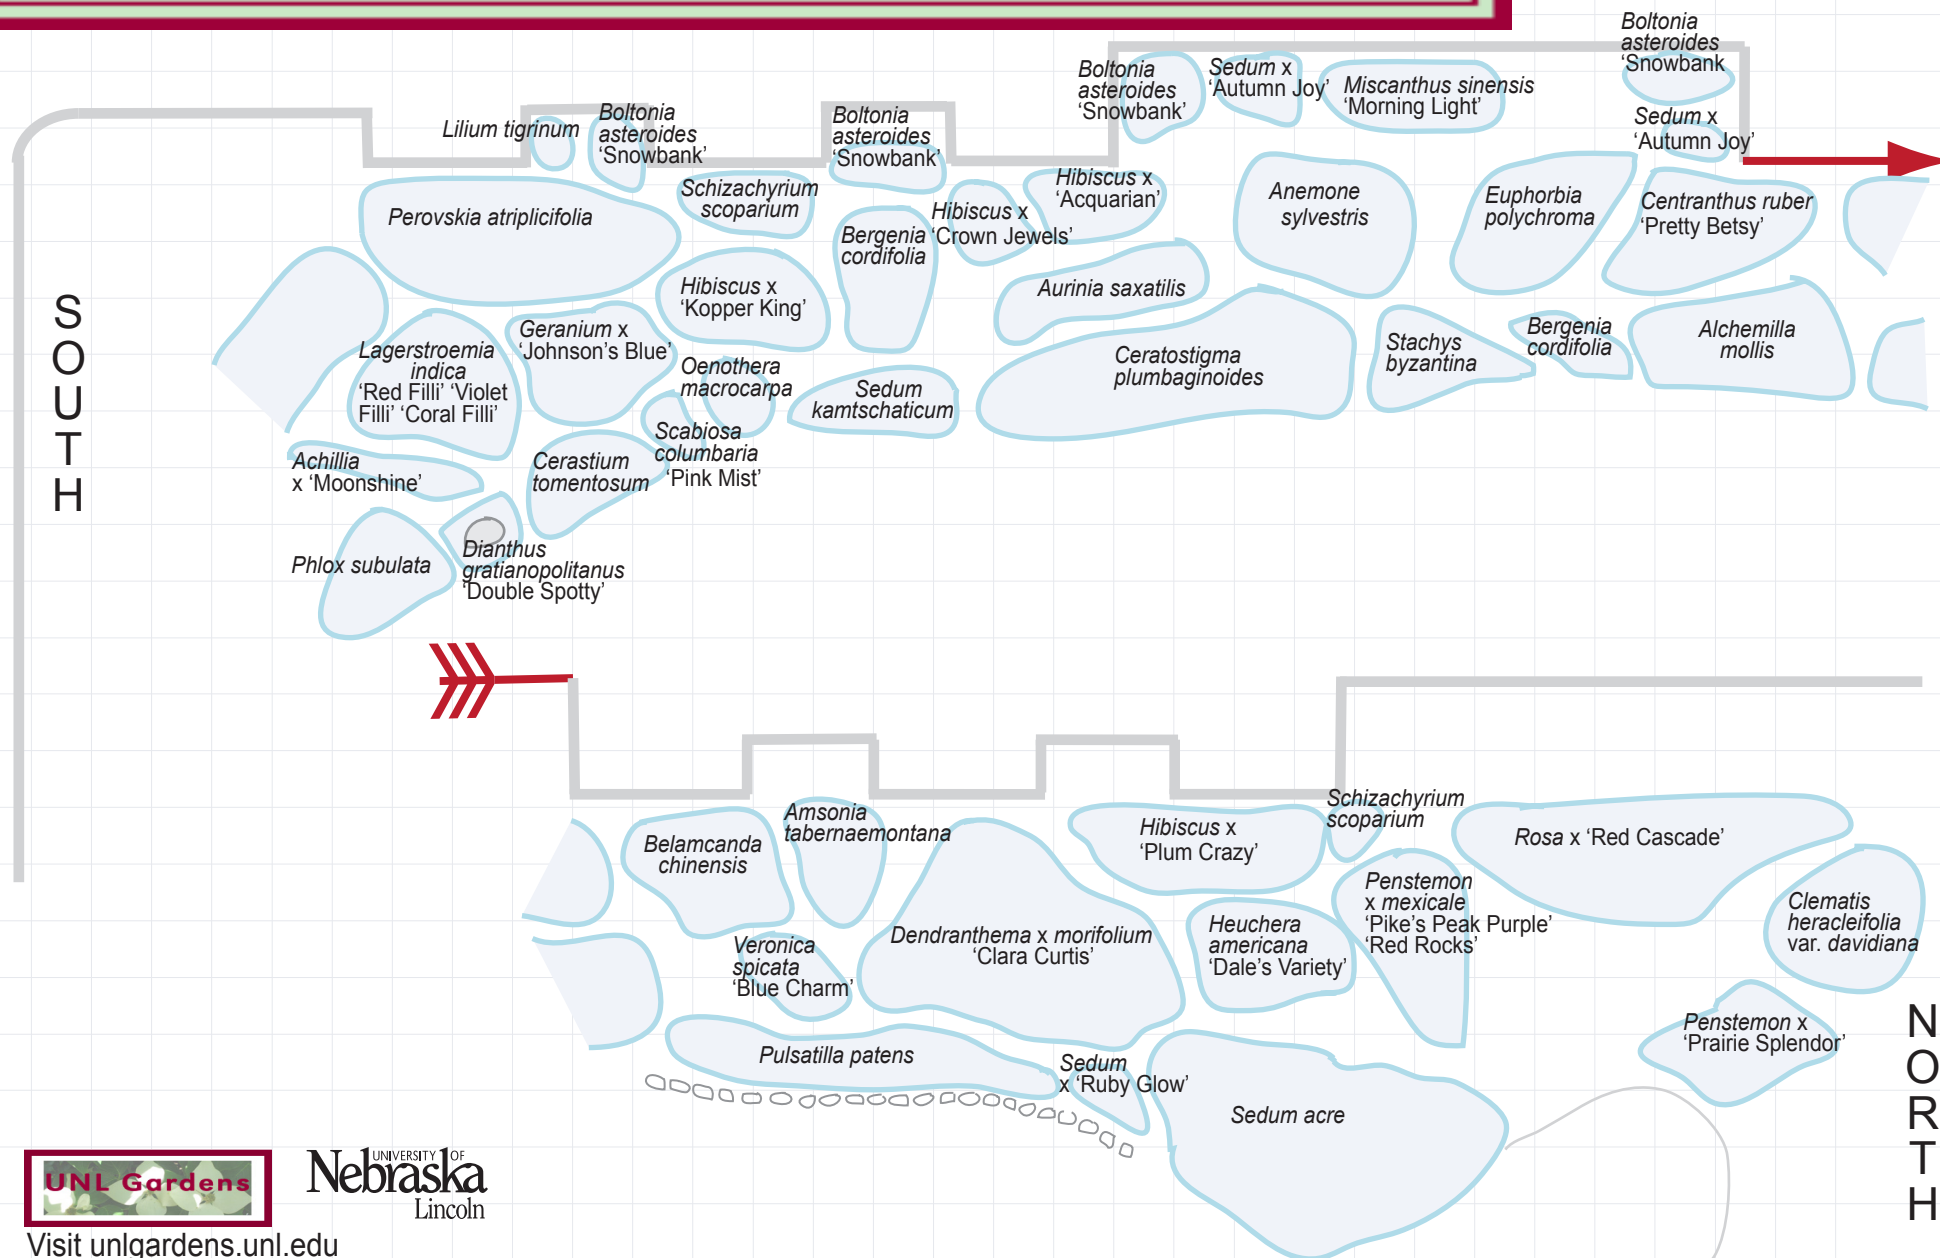 Boltonia
asteroides
‘Snowbank
Boltonia
asteroides
‘Snowbank’
Sedum x
‘Autumn Joy’
Miscanthus sinensis
‘Morning Light’
Sedum x
‘Autumn Joy’
Lilium tigrinum
Boltonia
asteroides
‘Snowbank’
Boltonia
asteroides
‘Snowbank’
Perovskia atriplicifolia
Schizachyrium
scoparium
Bergenia
cordifolia
Hibiscus x
‘Crown Jewels’
Hibiscus x
‘Acquarian’
Anemone
sylvestris
Euphorbia
polychroma
Centranthus ruber
‘Pretty Betsy’
SOUTH
Hibiscus x
‘Kopper King’
Aurinia saxatilis
Lagerstroemia
indica
‘Red Filli’ ‘Violet
Filli’ ‘Coral Filli’
Geranium x
‘Johnson’s Blue’
Oenothera
macrocarpa
Sedum
kamtschaticum
Ceratostigma
plumbaginoides
Stachys
byzantina
Bergenia
cordifolia
Alchemilla
mollis
Achillia
x ‘Moonshine’
Cerastium
tomentosum
Scabiosa
columbaria
‘Pink Mist’
Phlox subulata
Dianthus
gratianopolitanus
‘Double Spotty’
Belamcanda
chinensis
Amsonia
tabernaemontana
Hibiscus x
‘Plum Crazy’
Schizachyrium
scoparium
Rosa x ‘Red Cascade’
Veronica
spicata
‘Blue Charm’
Dendranthema x morifolium
‘Clara Curtis’
Heuchera
americana
‘Dale’s Variety’
Penstemon
x mexicale
‘Pike’s Peak Purple’
‘Red Rocks’
Clematis
heracleifolia
var. davidiana
Pulsatilla patens
Sedum
x ‘Ruby Glow’
Sedum acre
Penstemon x
‘Prairie Splendor’
NORTH
UNL Gardens
UNIVERSITY OF
Nebraska
Lincoln
Visit unlgardens.unl.edu